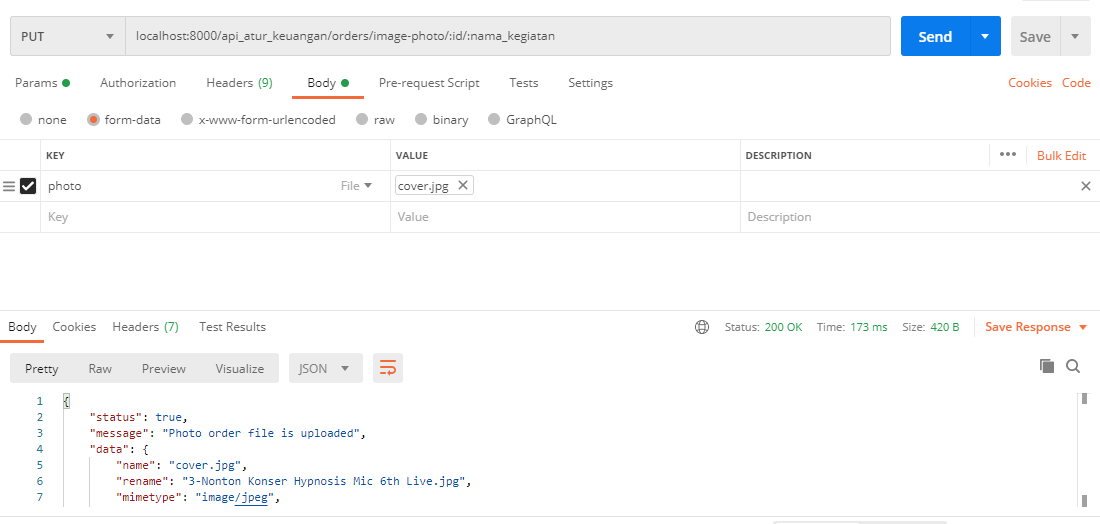 PUT localhost:8000/api_atur_keuangan/orders/image-photo/:id/:nama_kegiatan Send Save
Params Authorization Headers (9) Body Pre-request Script Tests Settings Cookies Code
none form-data x-www-form-urlencoded raw binary GraphQL
KEY VALUE DESCRIPTION ••• Bulk Edit
photo File cover.jpg
Key Value Description
Body Cookies Headers (7) Test Results Status: 200 OK Time: 173 ms Size: 420 B Save Response
Pretty Raw Preview Visualize JSON
1 {
2 "status": true,
3 "message": "Photo order file is uploaded",
4 "data": {
5 "name": "cover.jpg",
6 "rename": "3-Nonton Konser Hypnosis Mic 6th Live.jpg",
7 "mimetype": "image/jpeg",